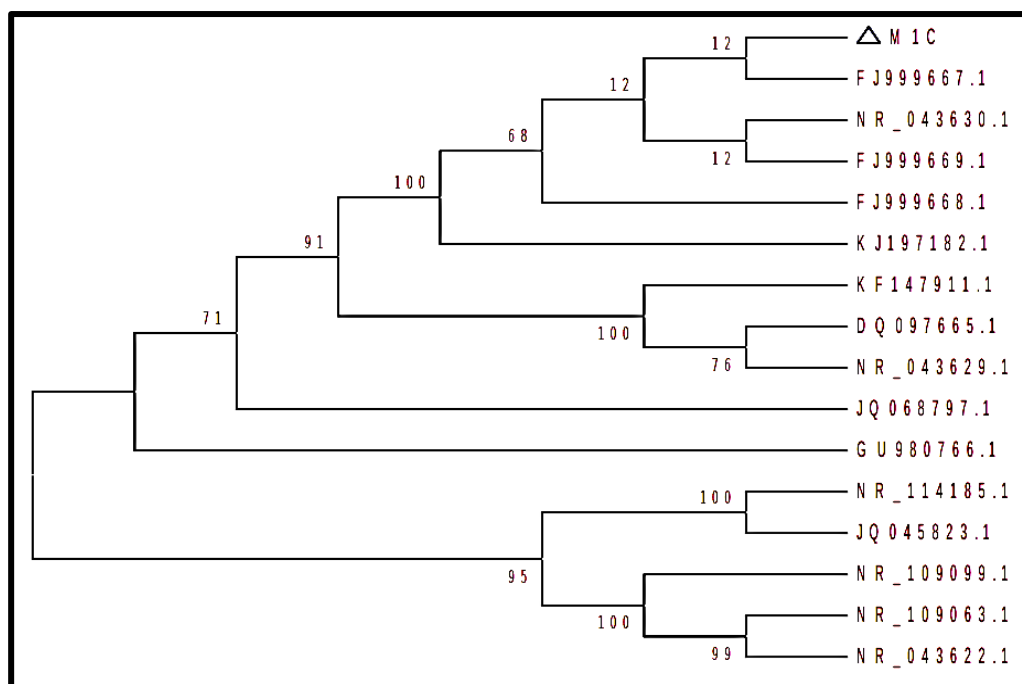 12
△ M 1C
FJ999667.1
12
NR_043630.1
68
12
FJ999669.1
100
FJ999668.1
91
KJ197182.1
KF147911.1
71
100
DQ097665.1
76
NR_043629.1
JQ068797.1
GU980766.1
100
NR_114185.1
JQ045823.1
95
NR_109099.1
100
NR_109063.1
99
NR_043622.1